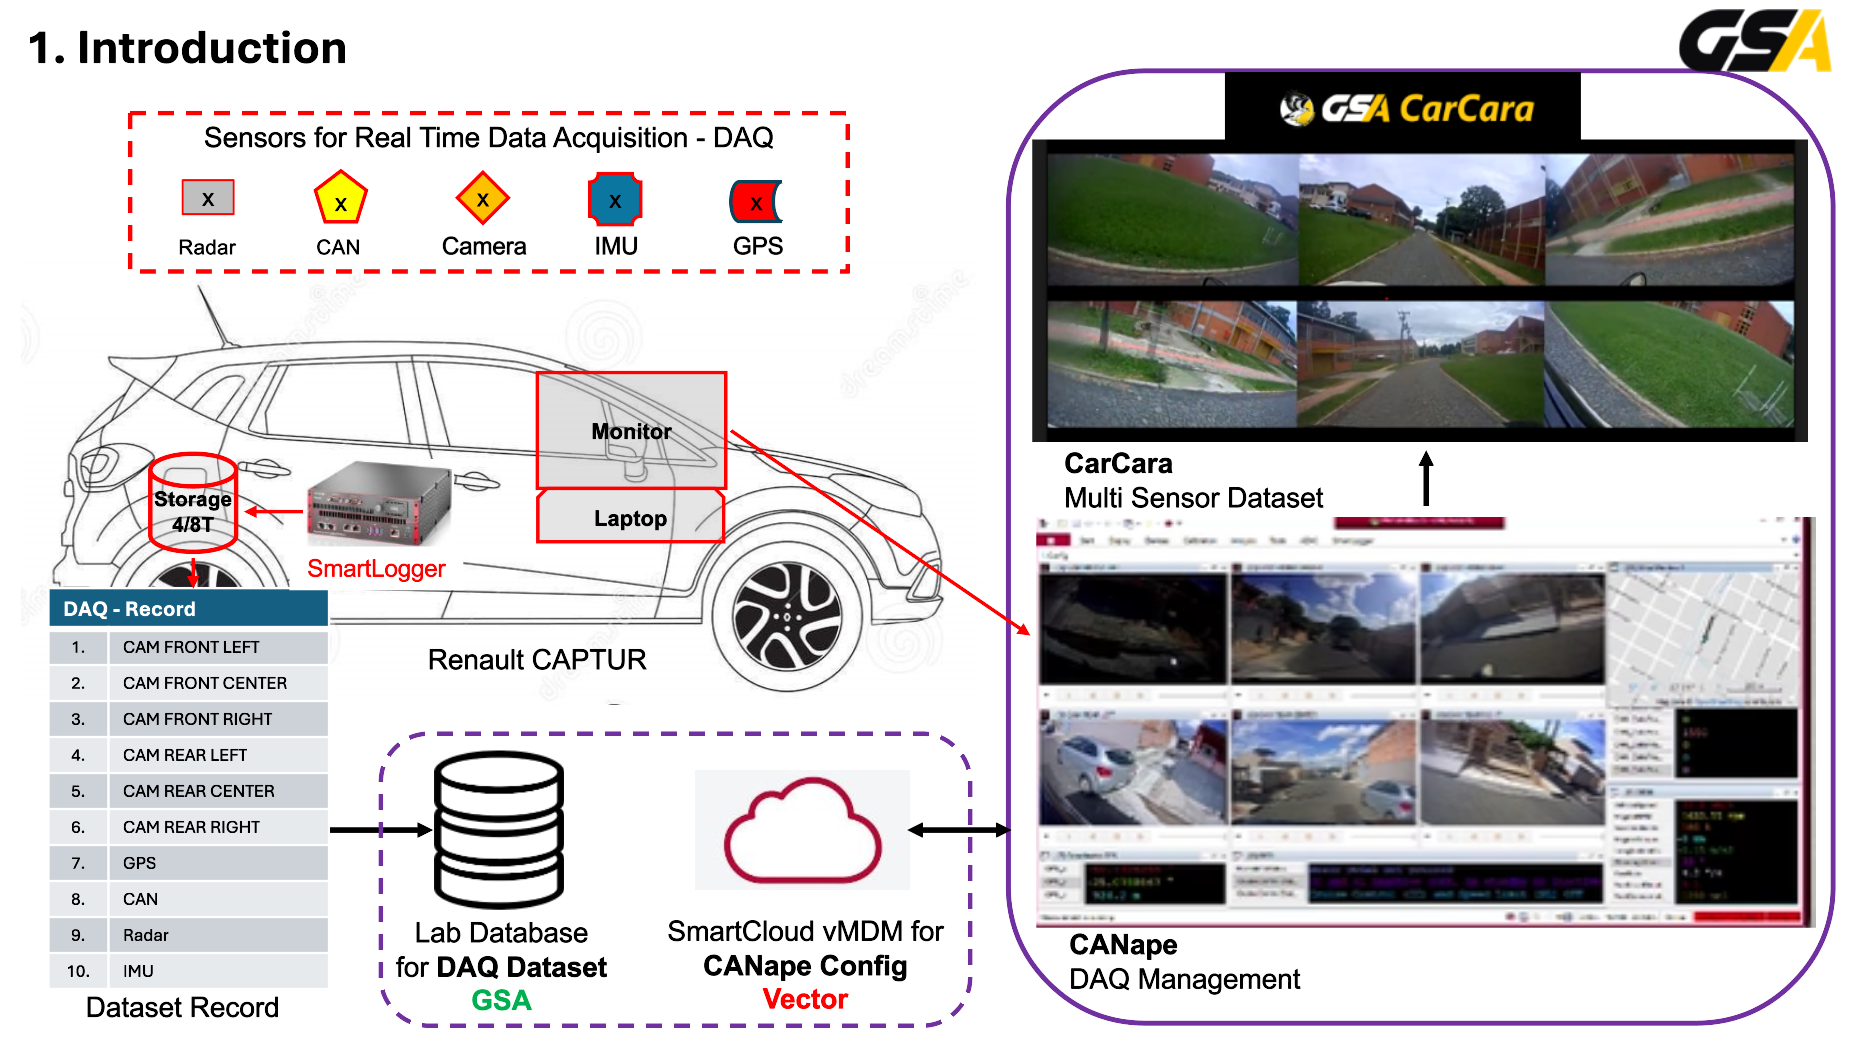 1. Introduction
GSA
Sensors for Real Time Data Acquisition - DAQ
X
X
X
X
X
Radar
CAN
Camera
IMU
GPS
GSA CarCara
dreamstime
dreamstime
Monitor
Laptop
Storage
4/8T
SmartLogger
Renault CAPTUR
CarCara
Multi Sensor Dataset
DAQ - Record
1. CAM FRONT LEFT
2. CAM FRONT CENTER
3. CAM FRONT RIGHT
4. CAM REAR LEFT
5. CAM REAR CENTER
6. CAM REAR RIGHT
7. GPS
8. CAN
9. Radar
10. IMU
Dataset Record
Lab Database
for DAQ Dataset
GSA
SmartCloud vMDM for
CANape Config
Vector
CANape
DAQ Management